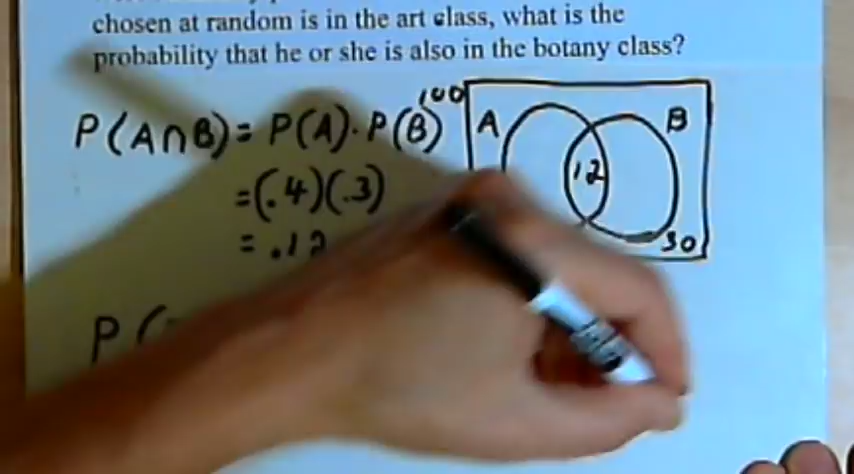 chosen at random is in the art class, what is the
probability that he or she is also in the botany class?
P(A∩B)= P(A)·P(B)
=(.4)(.3)
= .12
P(
100
A
B
12
30